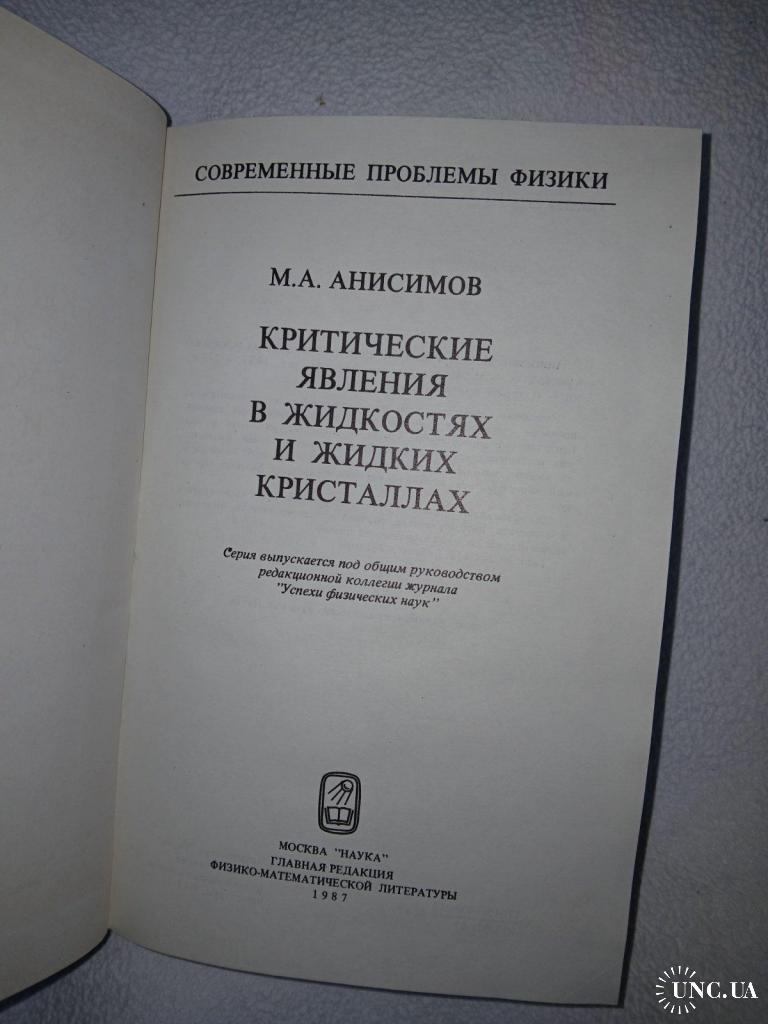 СОВРЕМЕННЫЕ ПРОБЛЕМЫ ФИЗИКИ
М.А. АНИСИМОВ
КРИТИЧЕСКИЕ
ЯВЛЕНИЯ
В ЖИДКОСТЯХ
И ЖИДКИХ
КРИСТАЛЛАХ
Серия выпускается под общим руководством
редакционной коллегии журнала
"Успехи физических наук"
МОСКВА "НАУКА"
ГЛАВНАЯ РЕДАКЦИЯ
ФИЗИКО-МАТЕМАТИЧЕСКОЙ ЛИТЕРАТУРЫ
1987
UNC.UA